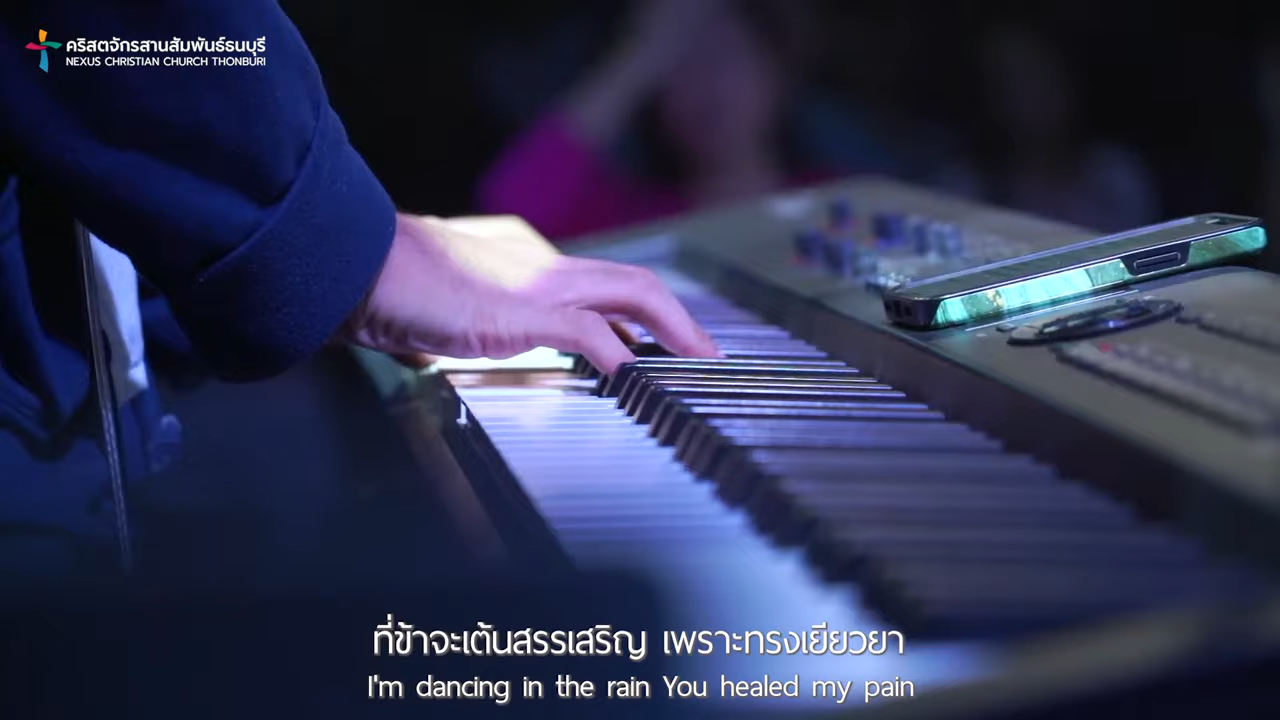 คริสตจักรสานสัมพันธ์ธนบุรี
NEXUS CHRISTIAN CHURCH THONBURI
ที่ข้าจะเต้นสรรเสริญ เพราะทรงเยียวยา
I'm dancing in the rain You healed my pain